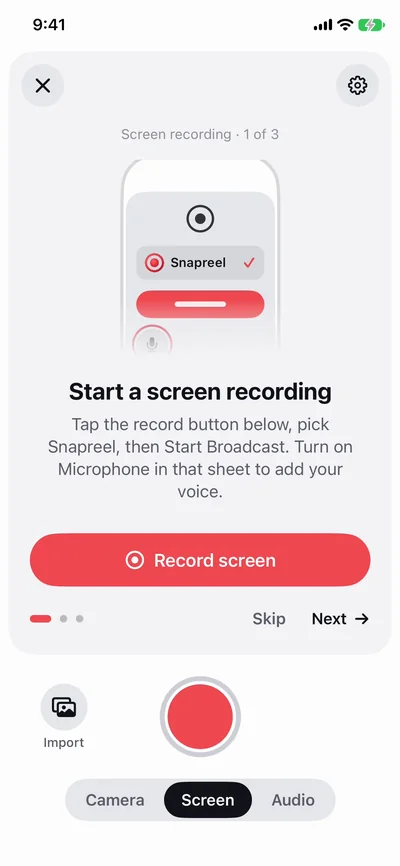 9:41
Screen recording · 1 of 3
Snapreel
Start a screen recording
Tap the record button below, pick
Snapreel, then Start Broadcast. Turn on
Microphone in that sheet to add your
voice.
Record screen
Skip
Next
Import
Camera
Screen
Audio